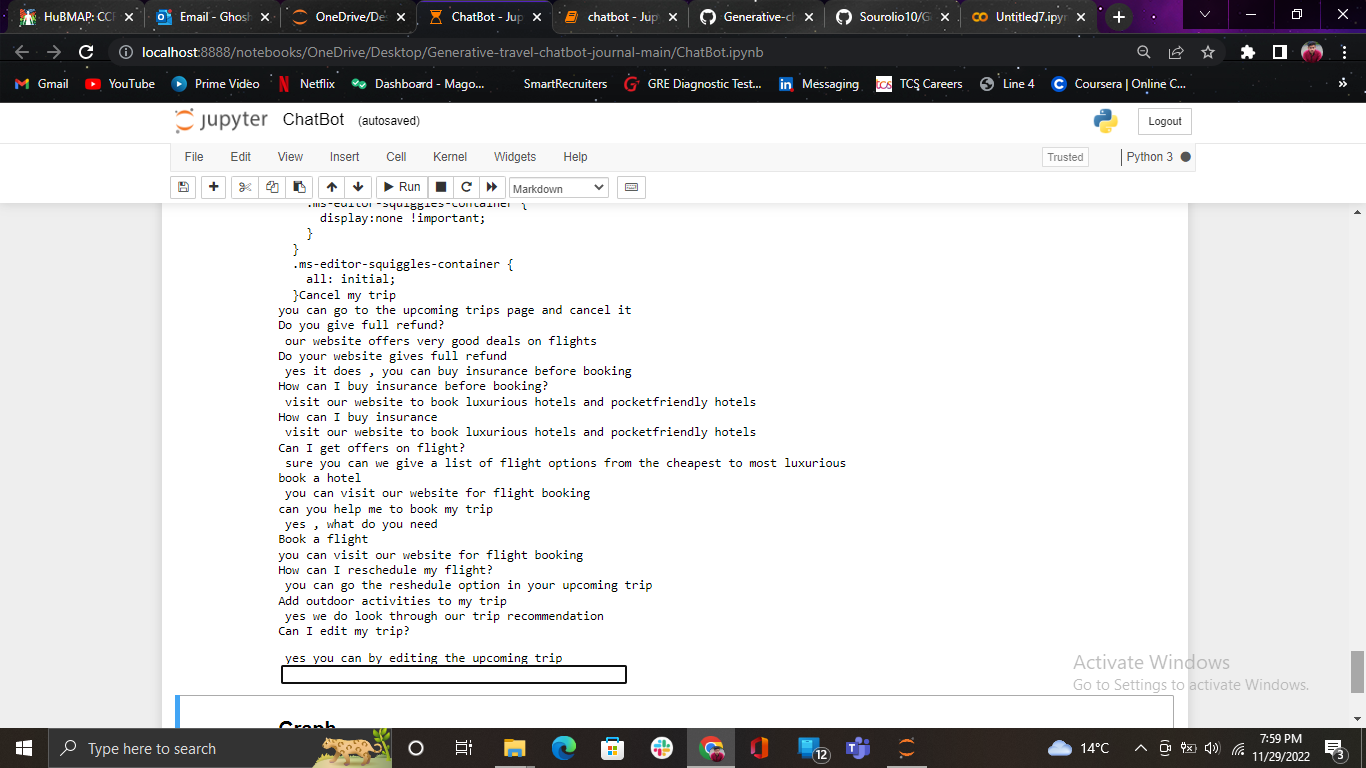 HuBMAP: CCF
Email - Ghosh
OneDrive/Des
ChatBot - Jup
chatbot - Jup
Generative-ch
Sourolio10/G
Untitled7.ipyn
localhost:8888/notebooks/OneDrive/Desktop/Generative-travel-chatbot-journal-main/ChatBot.ipynb
Gmail
YouTube
Prime Video
Netflix
Dashboard - Mago...
SmartRecruiters
GRE Diagnostic Test...
Messaging
TCS Careers
Line 4
Coursera | Online C...
jupyter ChatBot (autosaved)
Logout
File Edit View Insert Cell Kernel Widgets Help
Trusted
Python 3
Run
Markdown
.ms-editor-squiggles-container {
display:none !important;
}
}
.ms-editor-squiggles-container {
all: initial;
}Cancel my trip
you can go to the upcoming trips page and cancel it
Do you give full refund?
our website offers very good deals on flights
Do your website gives full refund
yes it does , you can buy insurance before booking
How can I buy insurance before booking?
visit our website to book luxurious hotels and pocketfriendly hotels
How can I buy insurance
visit our website to book luxurious hotels and pocketfriendly hotels
Can I get offers on flight?
sure you can we give a list of flight options from the cheapest to most luxurious
book a hotel
you can visit our website for flight booking
can you help me to book my trip
yes , what do you need
Book a flight
you can visit our website for flight booking
How can I reschedule my flight?
you can go the reshedule option in your upcoming trip
Add outdoor activities to my trip
yes we do look through our trip recommendation
Can I edit my trip?
yes you can by editing the upcoming trip
Activate Windows
Go to Settings to activate Windows.
Graph
Type here to search
12
14°C
7:59 PM
11/29/2022
3